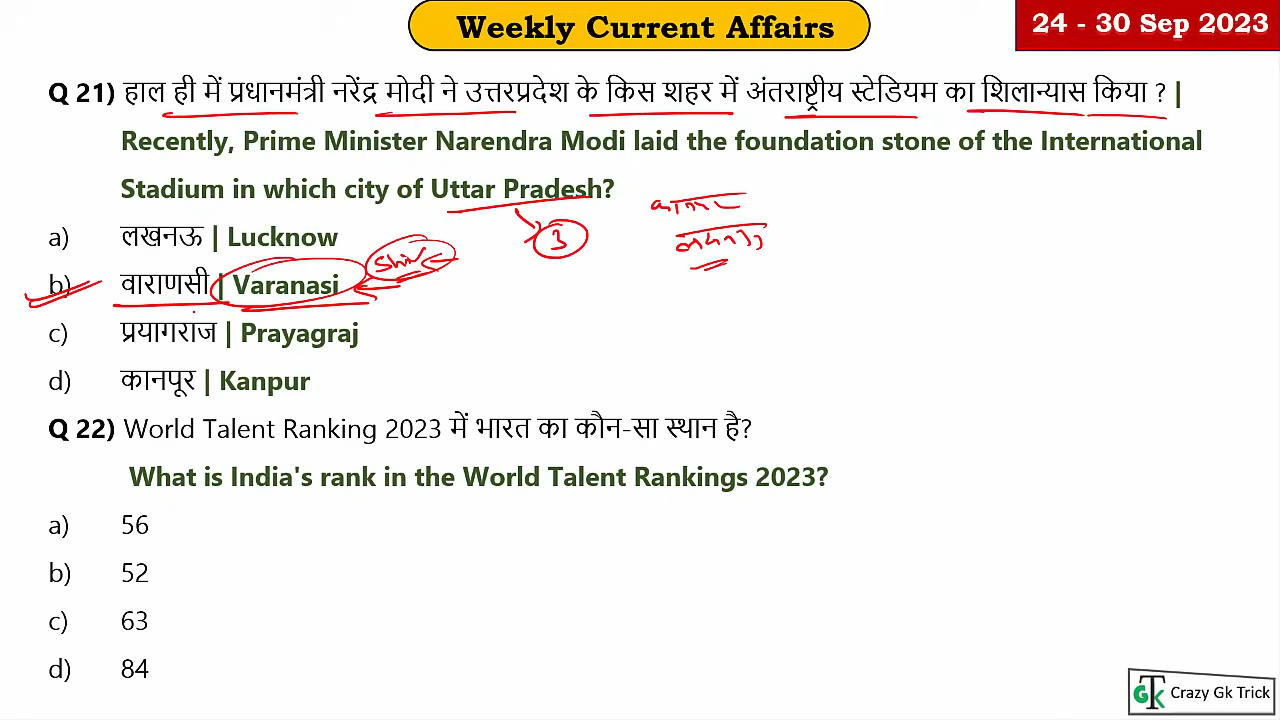 Weekly Current Affairs
24 - 30 Sep 2023
Q 21) हाल ही में प्रधानमंत्री नरेंद्र मोदी ने उत्तरप्रदेश के किस शहर में अंतराष्ट्रीय स्टेडियम का शिलान्यास किया ? |
Recently, Prime Minister Narendra Modi laid the foundation stone of the International
Stadium in which city of Uttar Pradesh?
3
a) लखनऊ | Lucknow
b) वाराणसी | Varanasi
c) प्रयागराज | Prayagraj
d) कानपूर | Kanpur
Q 22) World Talent Ranking 2023 में भारत का कौन-सा स्थान है?
What is India's rank in the World Talent Rankings 2023?
a) 56
b) 52
c) 63
d) 84
GTK Crazy Gk Trick